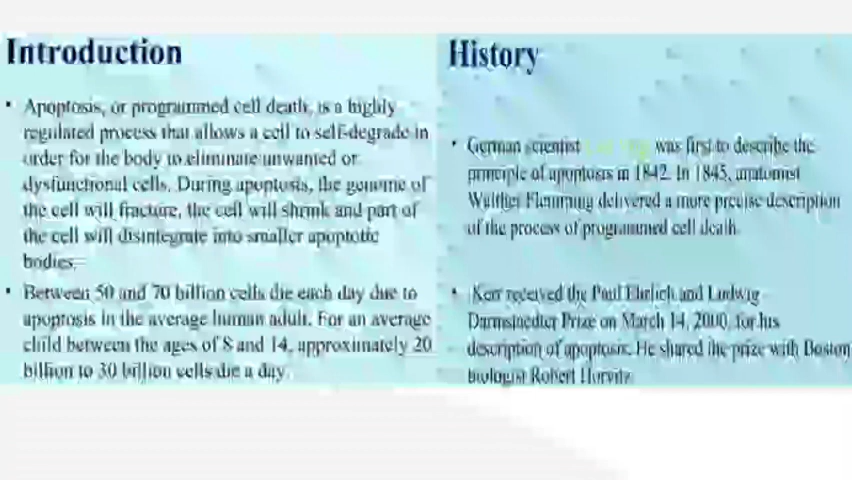 Introduction
• Apoptosis, or programmed cell death, is a highly
regulated process that allows a cell to self-degrade in
order for the body to eliminate unwanted or
dysfunctional cells. During apoptosis, the genome of
the cell will fracture, the cell will shrink and part of
the cell will disintegrate into smaller apoptotic
bodies.
• Between 50 and 70 billion cells die each day due to
apoptosis in the average human adult. For an average
child between the ages of 8 and 14, approximately 20
billion to 30 billion cells die a day.
History
• German scientist was first to describe the
principle of apoptosis in 1842. In 1845, anatomist
Walther Flemming delivered a more precise description
of the process of programmed cell death.
• Kerr received the Paul Ehrlich and Ludwig
Darmstaedter Prize on March 14, 2000, for his
description of apoptosis. He shared the prize with Boston
biologist Robert Horvitz